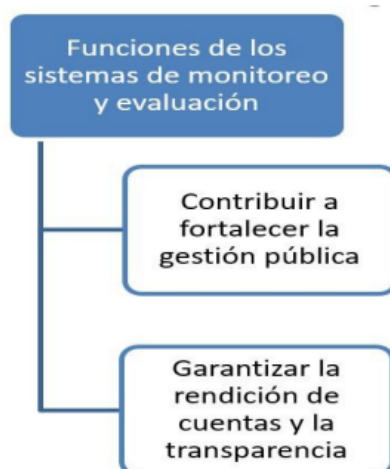 Funciones de los
sistemas de monitoreo
y evaluación
Contribuir a
fortalecer la
gestión pública
Garantizar la
rendición de
cuentas y la
transparencia